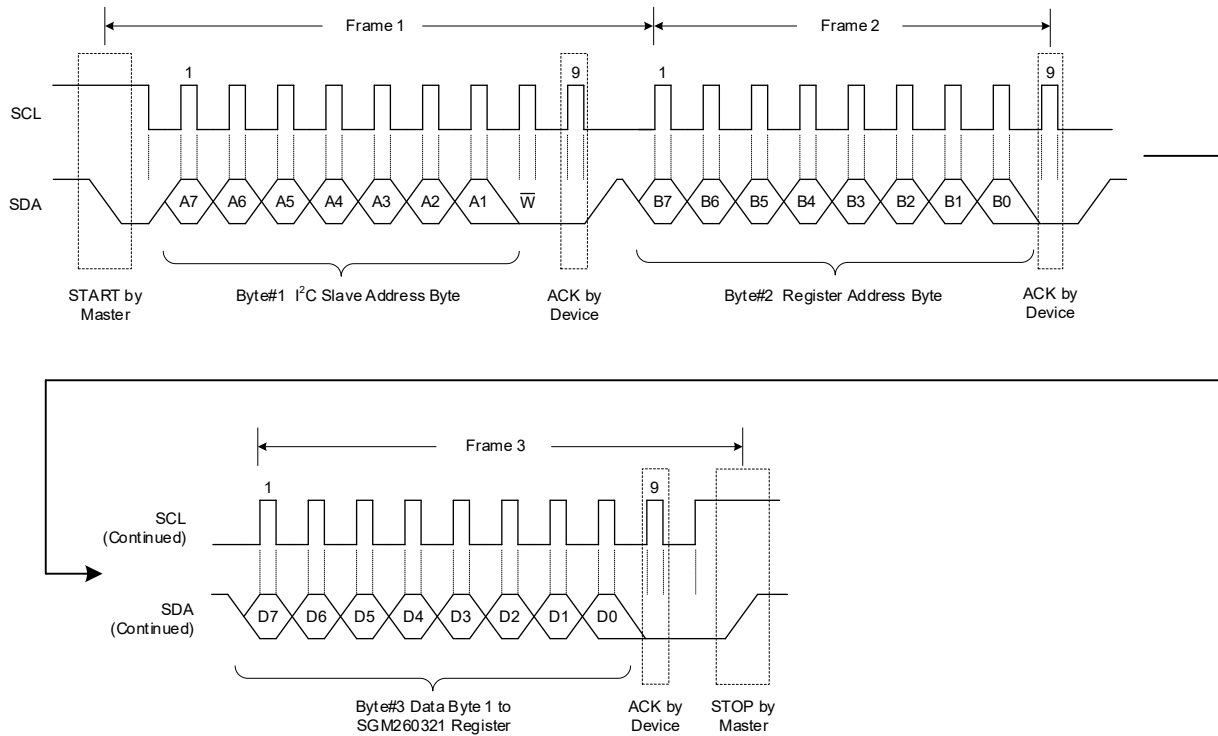 Frame 1
Frame 2
1
9
1
9
SCL
SDA
A7 A6 A5 A4 A3 A2 A1 W̅
B7 B6 B5 B4 B3 B2 B1 B0
START by
Master
Byte#1 I²C Slave Address Byte
ACK by
Device
Byte#2 Register Address Byte
ACK by
Device
Frame 3
1
9
SCL
(Continued)
SDA
(Continued)
D7 D6 D5 D4 D3 D2 D1 D0
Byte#3 Data Byte 1 to
SGM260321 Register
ACK by
Device
STOP by
Master